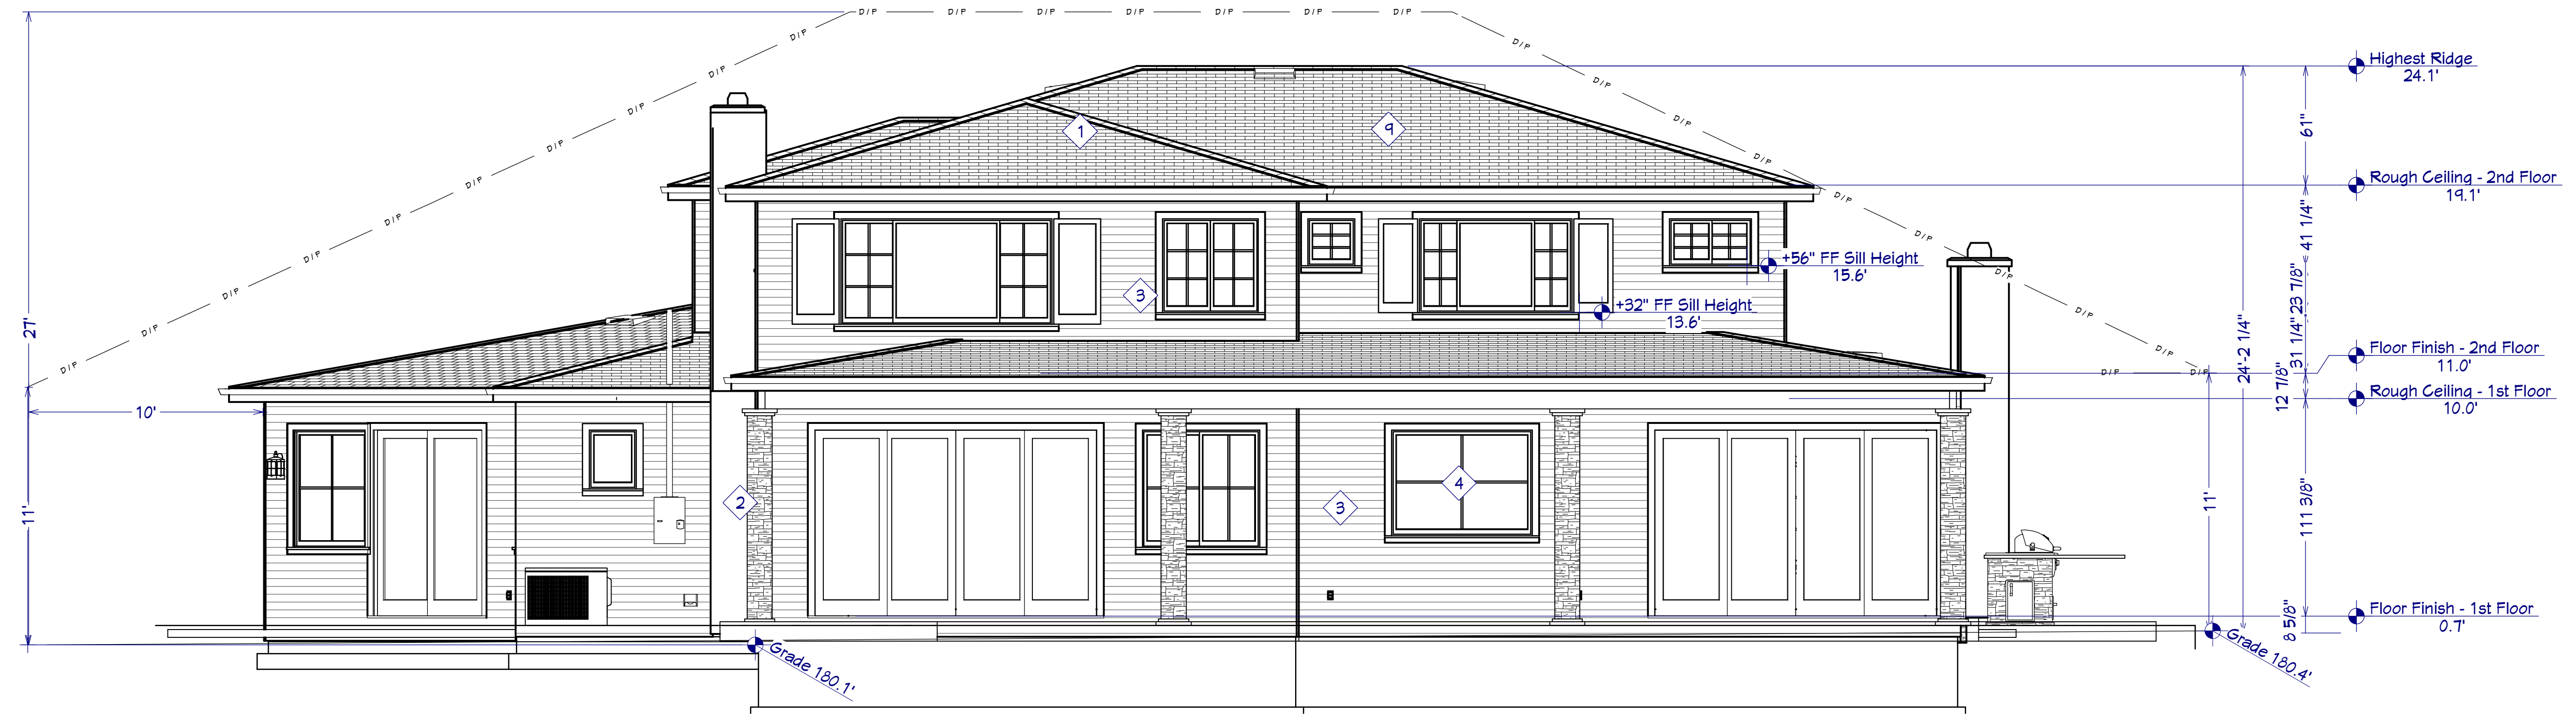 D/P D/P D/P D/P D/P D/P D/P
D/P D/P
D/P D/P
D/P D/P
D/P D/P
D/P D/P
D/P D/P
D/P D/P
D/P D/P
D/P D/P
D/P D/P D/P
Highest Ridge
24.1'
61"
1
9
Rough Ceiling - 2nd Floor
19.1'
41 1/4"
+56" FF Sill Height
15.6'
23 7/8"
3
+32" FF Sill Height
13.6'
27'
31 1/4"
24'-2 1/4"
Floor Finish - 2nd Floor
11.0'
12 7/8"
Rough Ceiling - 1st Floor
10.0'
10'
4
2
3
11'
11'
111 3/8"
Floor Finish - 1st Floor
0.7'
8 5/8"
Grade 180.1'
Grade 180.4'